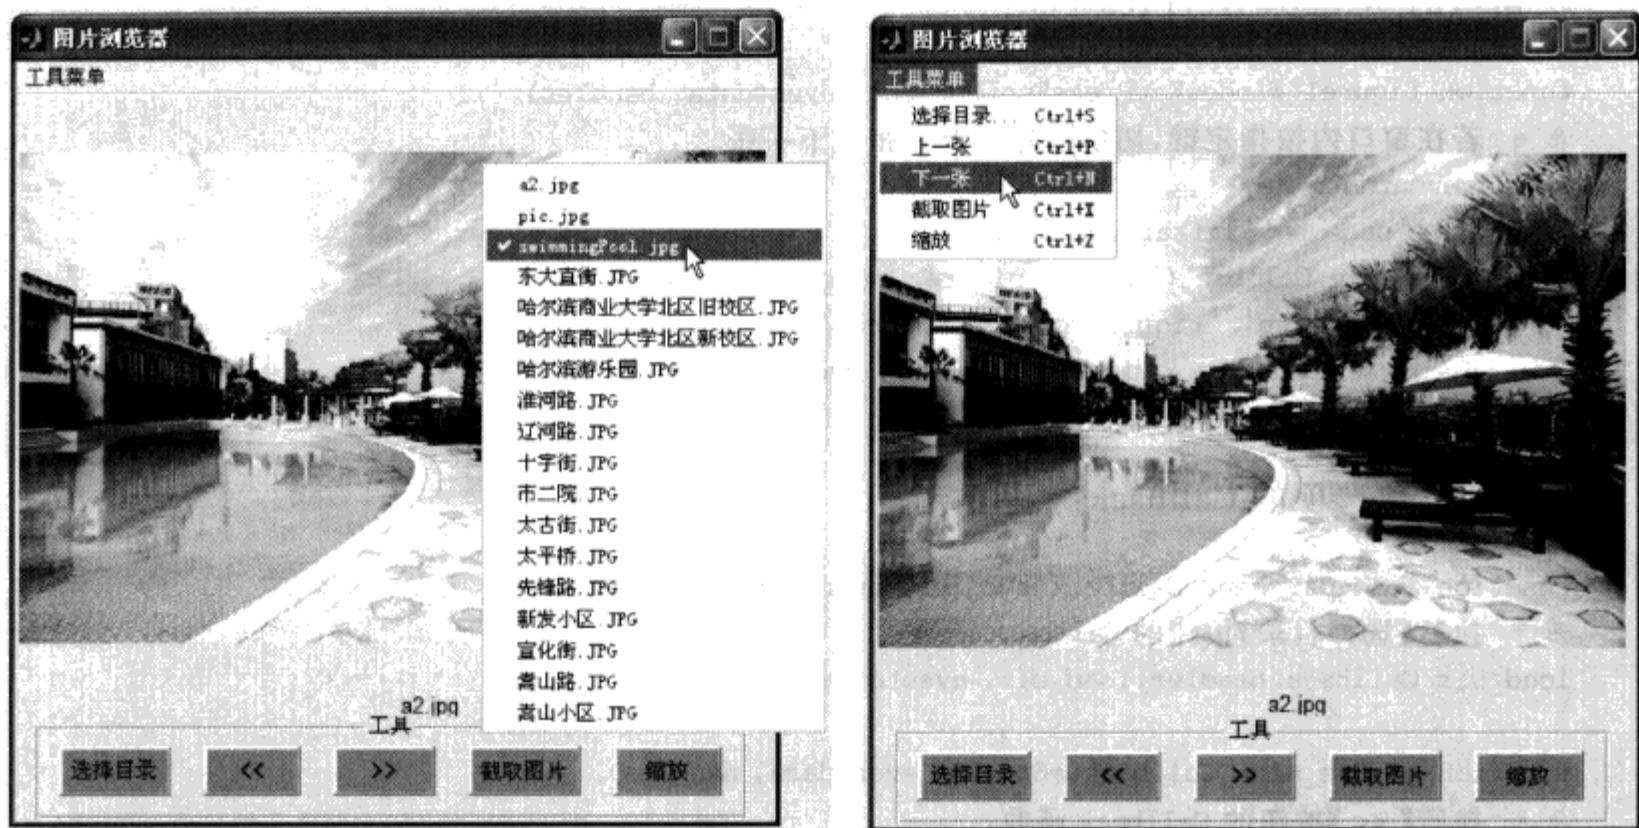 图片浏览器
工具菜单
a2.jpg
pic.jpg
swimmingPool.jpg
东大直街.JPG
哈尔滨商业大学北区旧校区.JPG
哈尔滨商业大学北区新校区.JPG
哈尔滨游乐园.JPG
淮河路.JPG
辽河路.JPG
十字街.JPG
市二院.JPG
太古街.JPG
太平桥.JPG
先锋路.JPG
新发小区.JPG
宣化街.JPG
嵩山路.JPG
嵩山小区.JPG
a2.jpg
工具
选择目录 << >> 截取图片 缩放
图片浏览器
工具菜单
选择目录... Ctrl+S
上一张 Ctrl+P
下一张 Ctrl+N
截取图片 Ctrl+X
缩放 Ctrl+Z
a2.jpg
工具
选择目录 << >> 截取图片 缩放